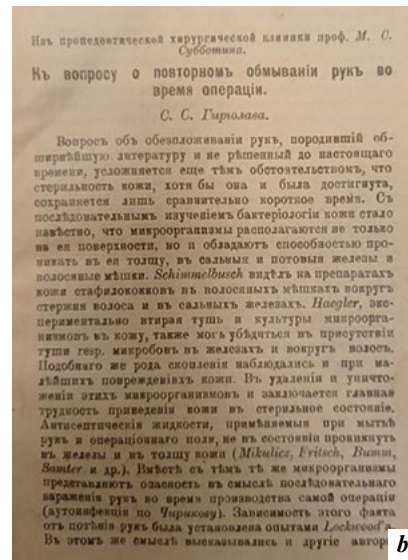 Изъ пропедевтической хирургической клиники проф. М. С.
Субботина.
Къ вопросу о повторномъ обмываніи рукъ во
время операціи.
С. С. Гирголава.
Вопросъ объ обезпложиваніи рукъ, породившій об-
ширнѣйшую литературу и не рѣшенный до настоящаго
времени, усложняется еще тѣмъ обстоятельствомъ, что
стерильность кожи, хотя бы она и была достигнута,
сохраняется лишь сравнительно короткое время. Съ
послѣдовательнымъ изученіемъ бактеріологіи кожи стало
извѣстно, что микроорганизмы располагаются не только
на ея поверхности, но и обладаютъ способностью про-
никать въ ея толщу, въ сальныя и потовыя железы и
волосяные мѣшки. Schimmelbusch видѣлъ на препаратахъ
кожи стафилококковъ въ волосяныхъ мѣшкахъ вокругъ
стержня волоса и въ сальныхъ железахъ. Haegler, экс-
периментально втирая тушь и культуры микроорга-
низмовъ въ кожу, также могъ убѣдиться въ присутствіи
туши resp. микробовъ въ железахъ и вокругъ волосъ.
Подобнаго же рода скопленія наблюдались и при ма-
лѣйшихъ поврежденіяхъ кожи. Въ удаленіи и уничто-
женіи этихъ микроорганизмовъ и заключается главная
трудность приведенія кожи въ стерильное состояніе.
Антисептическія жидкости, примѣняемыя при мытьѣ
рукъ и операціоннаго поля, не въ состояніи проникнуть
въ железы и въ толщу кожи (Mikulicz, Fritsch, Bumm,
Samter и др.). Вмѣстѣ съ тѣмъ тѣ же микроорганизмы
представляютъ опасность въ смыслѣ послѣдовательнаго
зараженія рукъ во время производства самой операціи
(аутоинфекція по Чирикову). Зависимость этого факта
отъ потѣнія рукъ была установлена опытами Lockwood'а.
Въ этомъ же смыслѣ высказывались и другіе авторы
b